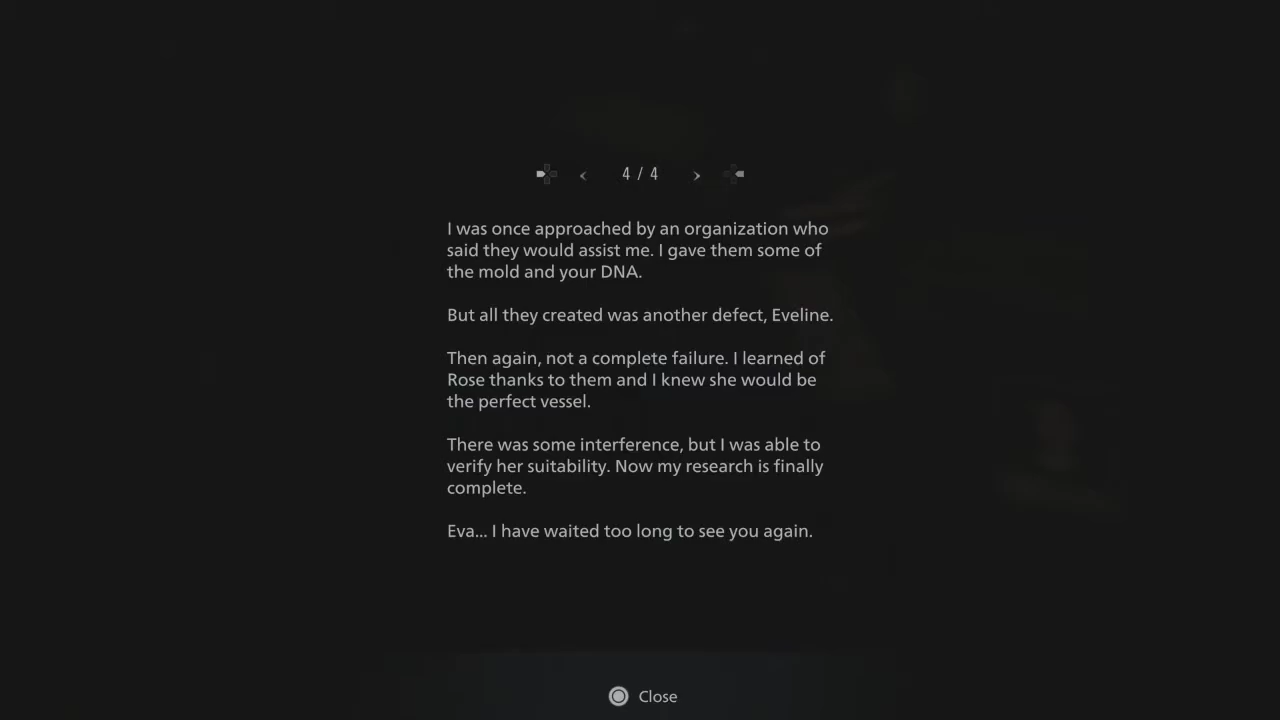 4 / 4
I was once approached by an organization who
said they would assist me. I gave them some of
the mold and your DNA.
But all they created was another defect, Eveline.
Then again, not a complete failure. I learned of
Rose thanks to them and I knew she would be
the perfect vessel.
There was some interference, but I was able to
verify her suitability. Now my research is finally
complete.
Eva... I have waited too long to see you again.
Close